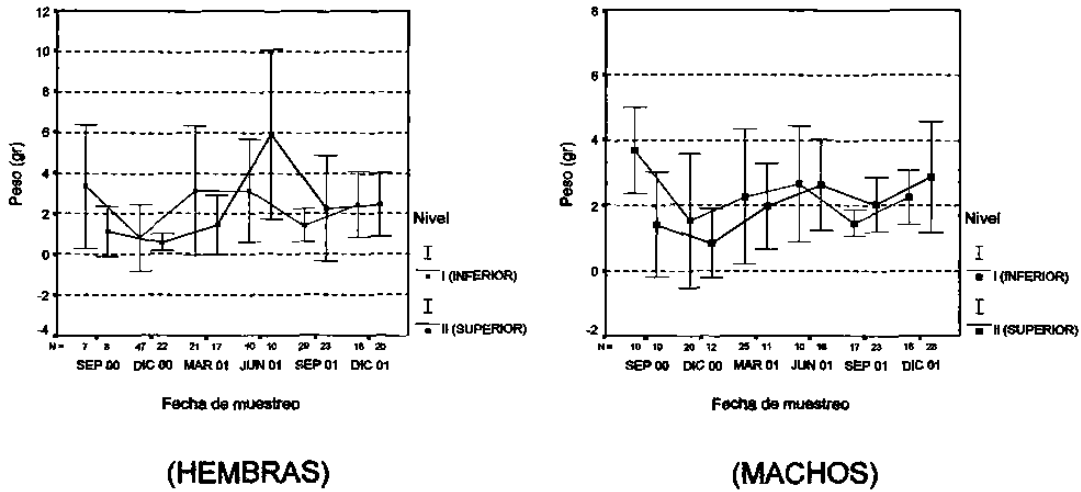 12
10
8
6
4
2
0
-2
-4
Peso (gr)
N = 7 8 47 22 21 17 10 29 23 16 20
SEP 00 DIC 00 MAR 01 JUN 01 SEP 01 DIC 01
Fecha de muestreo
Nivel
I (INFERIOR)
II (SUPERIOR)
(HEMBRAS)
8
6
4
2
0
-2
Peso (gr)
N = 10 10 20 12 25 11 10 16 17 23 16 28
SEP 00 DIC 00 MAR 01 JUN 01 SEP 01 DIC 01
Fecha de muestreo
Nivel
I (INFERIOR)
II (SUPERIOR)
(MACHOS)